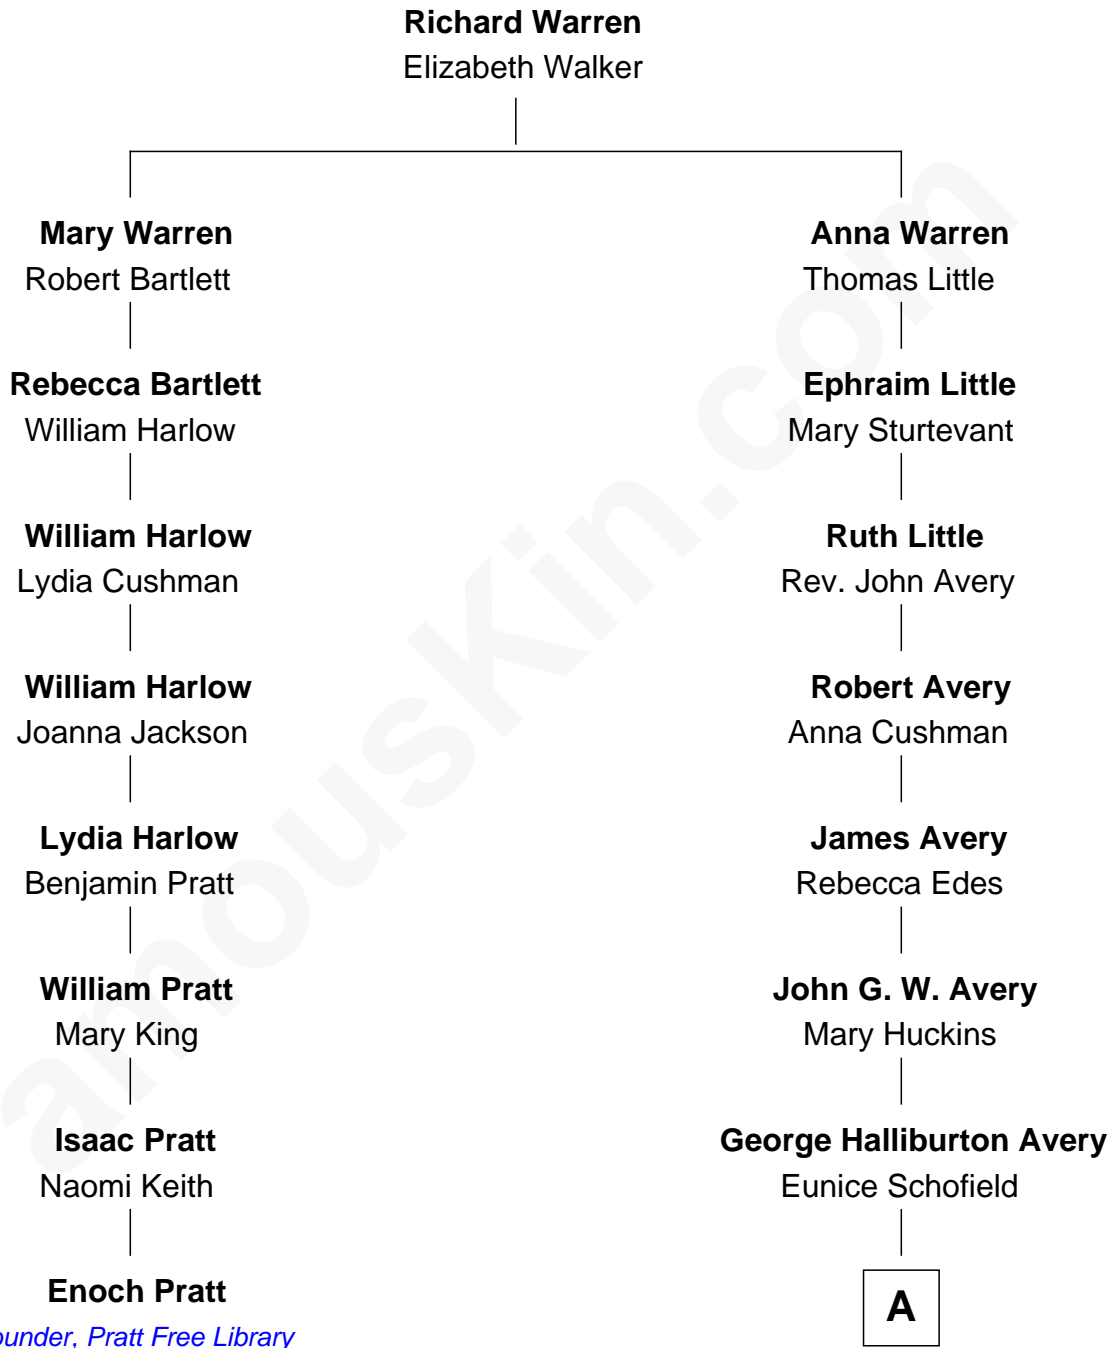 Richard Warren
Elizabeth Walker
Mary Warren
Robert Bartlett
Rebecca Bartlett
William Harlow
William Harlow
Lydia Cushman
William Harlow
Joanna Jackson
Lydia Harlow
Benjamin Pratt
William Pratt
Mary King
Isaac Pratt
Naomi Keith
Enoch Pratt
ounder, Pratt Free Library
Anna Warren
Thomas Little
Ephraim Little
Mary Sturtevant
Ruth Little
Rev. John Avery
Robert Avery
Anna Cushman
James Avery
Rebecca Edes
John G. W. Avery
Mary Huckins
George Halliburton Avery
Eunice Schofield
A
amouskin.com